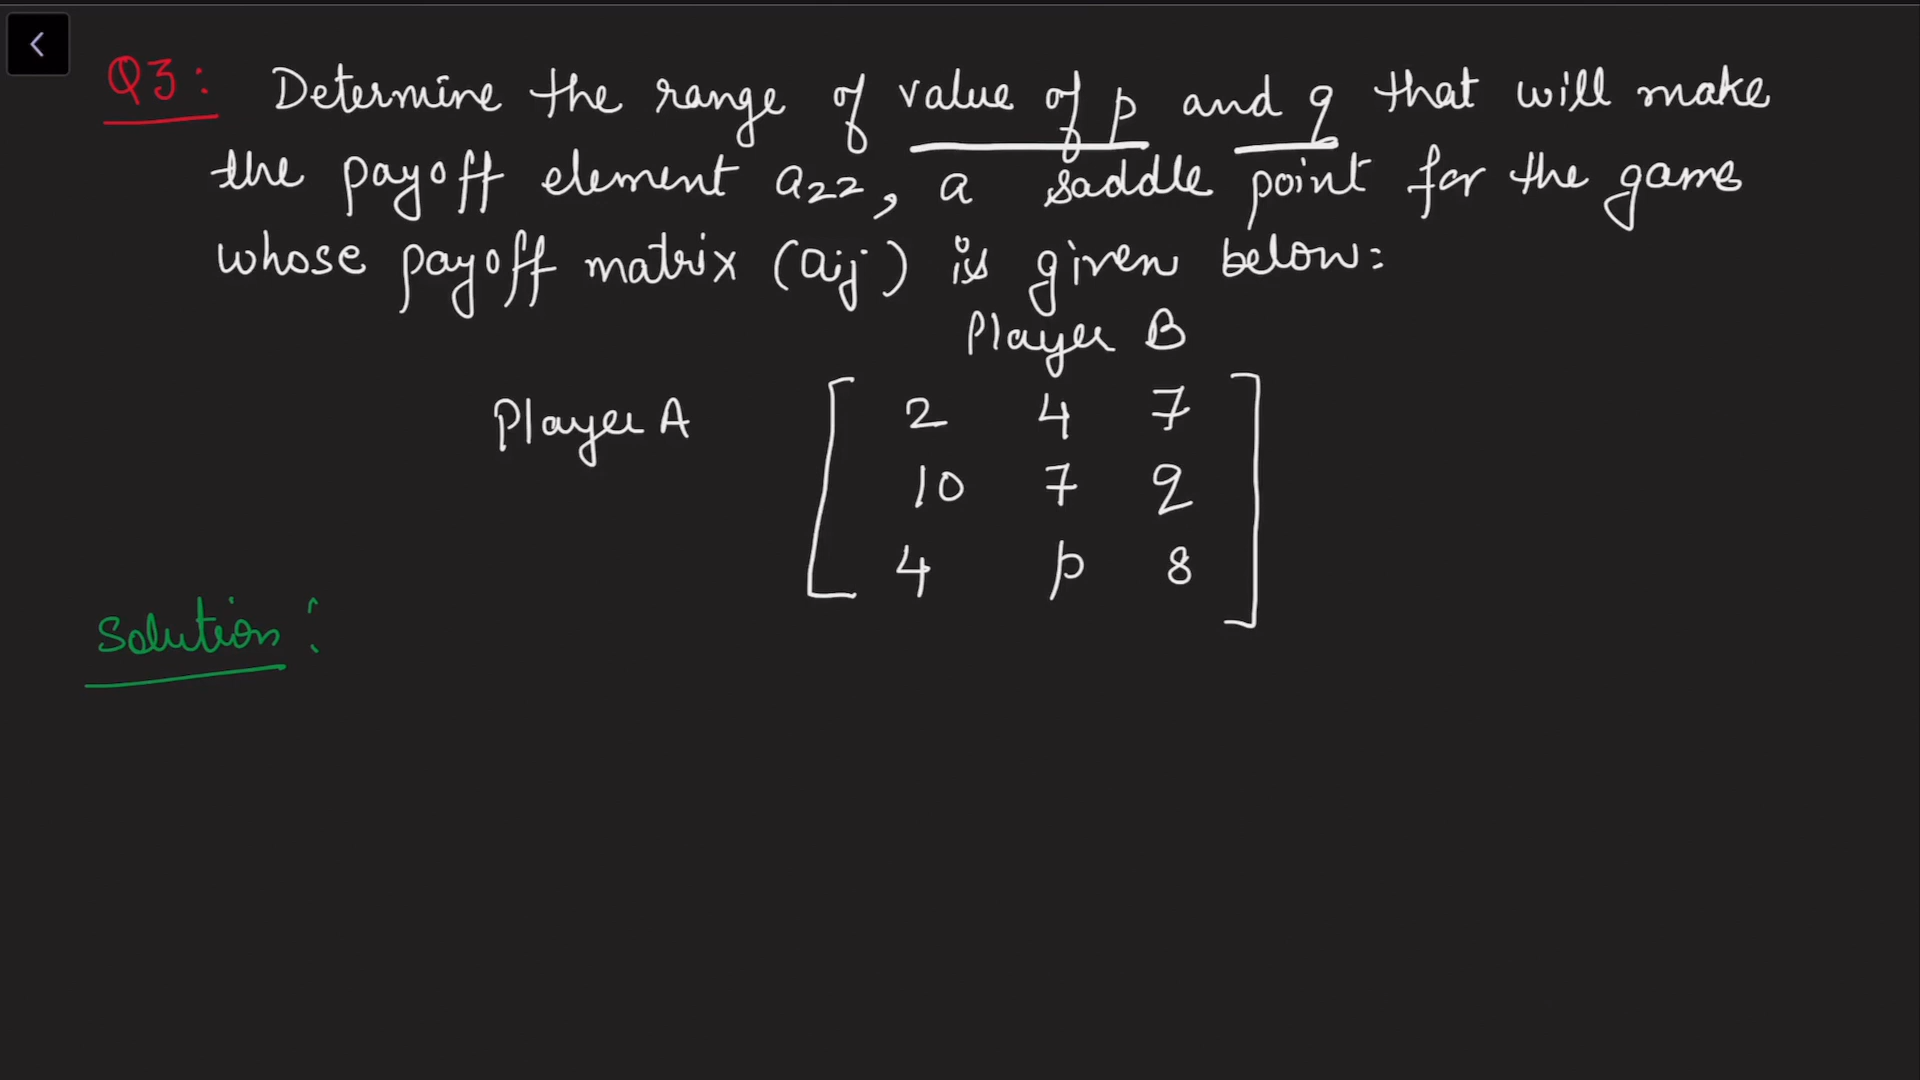 Q3: Determine the range of value of p and q that will make
the payoff element a22, a saddle point for the game
whose payoff matrix (aij) is given below:
Player B
Player A
2 4 7
10 7 q
4 p 8
Solution: